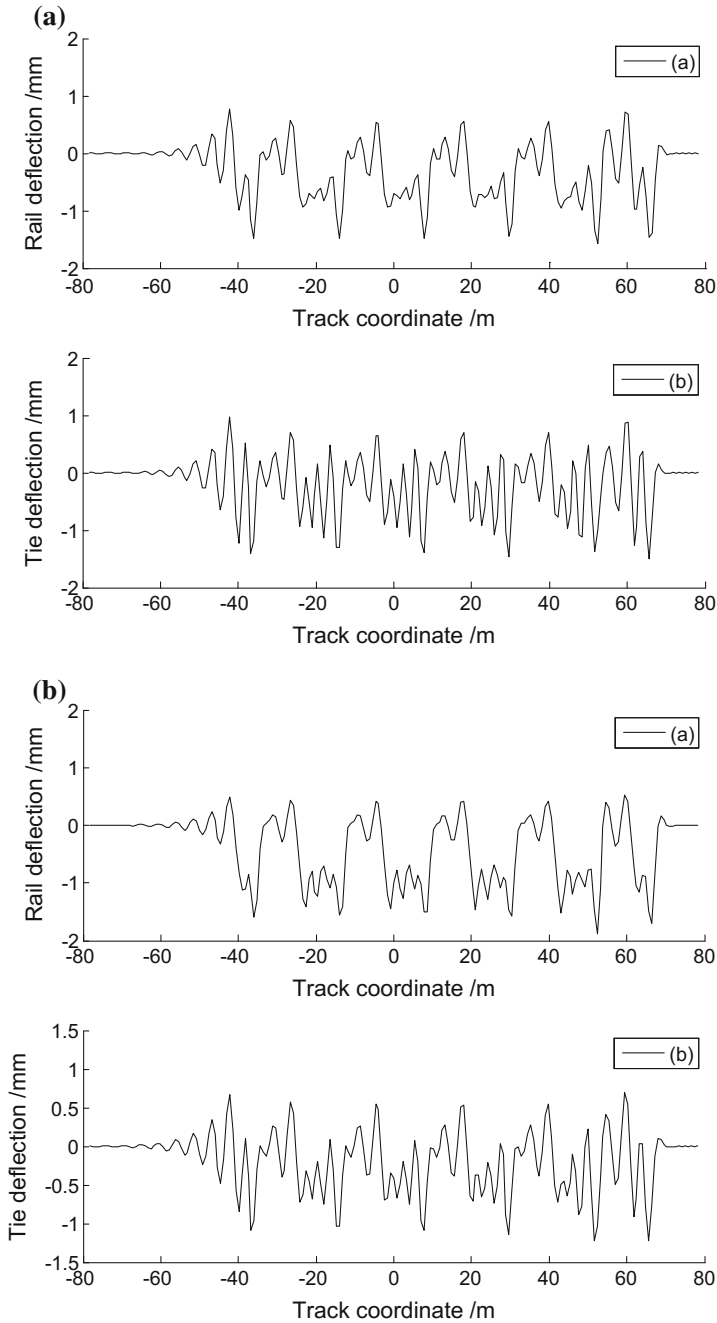 (a)
2
1
0
-1
-2
Rail deflection /mm
(a)
-80 -60 -40 -20 0 20 40 60 80
Track coordinate /m
2
1
0
-1
-2
Tie deflection /mm
(b)
-80 -60 -40 -20 0 20 40 60 80
Track coordinate /m
(b)
2
1
0
-1
-2
Rail deflection /mm
(a)
-80 -60 -40 -20 0 20 40 60 80
Track coordinate /m
1.5
1
0.5
0
-0.5
-1
-1.5
Tie deflection /mm
(b)
-80 -60 -40 -20 0 20 40 60 80
Track coordinate /m